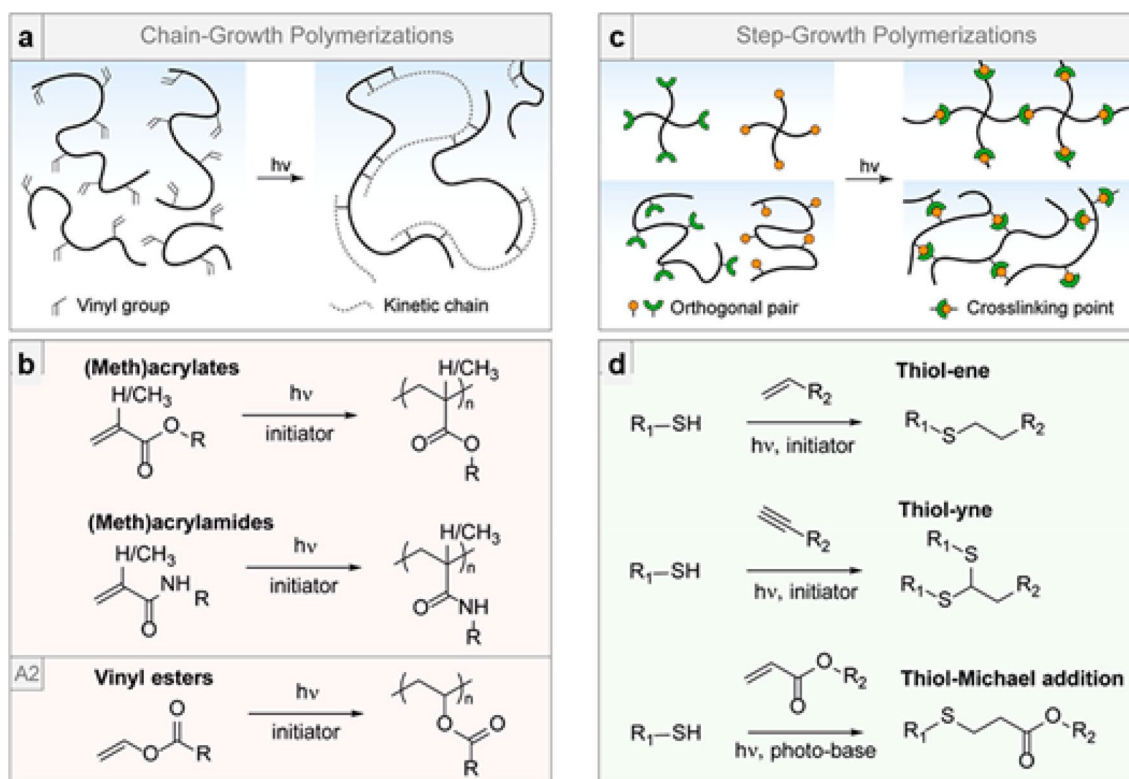 a
Chain-Growth Polymerizations
hν
Vinyl group
Kinetic chain
b
(Meth)acrylates
H/CH3
O
R
O
hν
initiator
H/CH3
n
O
O
R
(Meth)acrylamides
H/CH3
NH
R
O
hν
initiator
H/CH3
n
O
NH
R
A2
Vinyl esters
O
O
R
hν
initiator
n
O
O
R
c
Step-Growth Polymerizations
hν
Orthogonal pair
Crosslinking point
d
Thiol-ene
R1–SH
R2
hν, initiator
R1
S
R2
Thiol-yne
R1–SH
R2
hν, initiator
R1
S
R1
S
R2
Thiol-Michael addition
R1–SH
O
R2
O
hν, photo-base
R1
S
O
R2
O